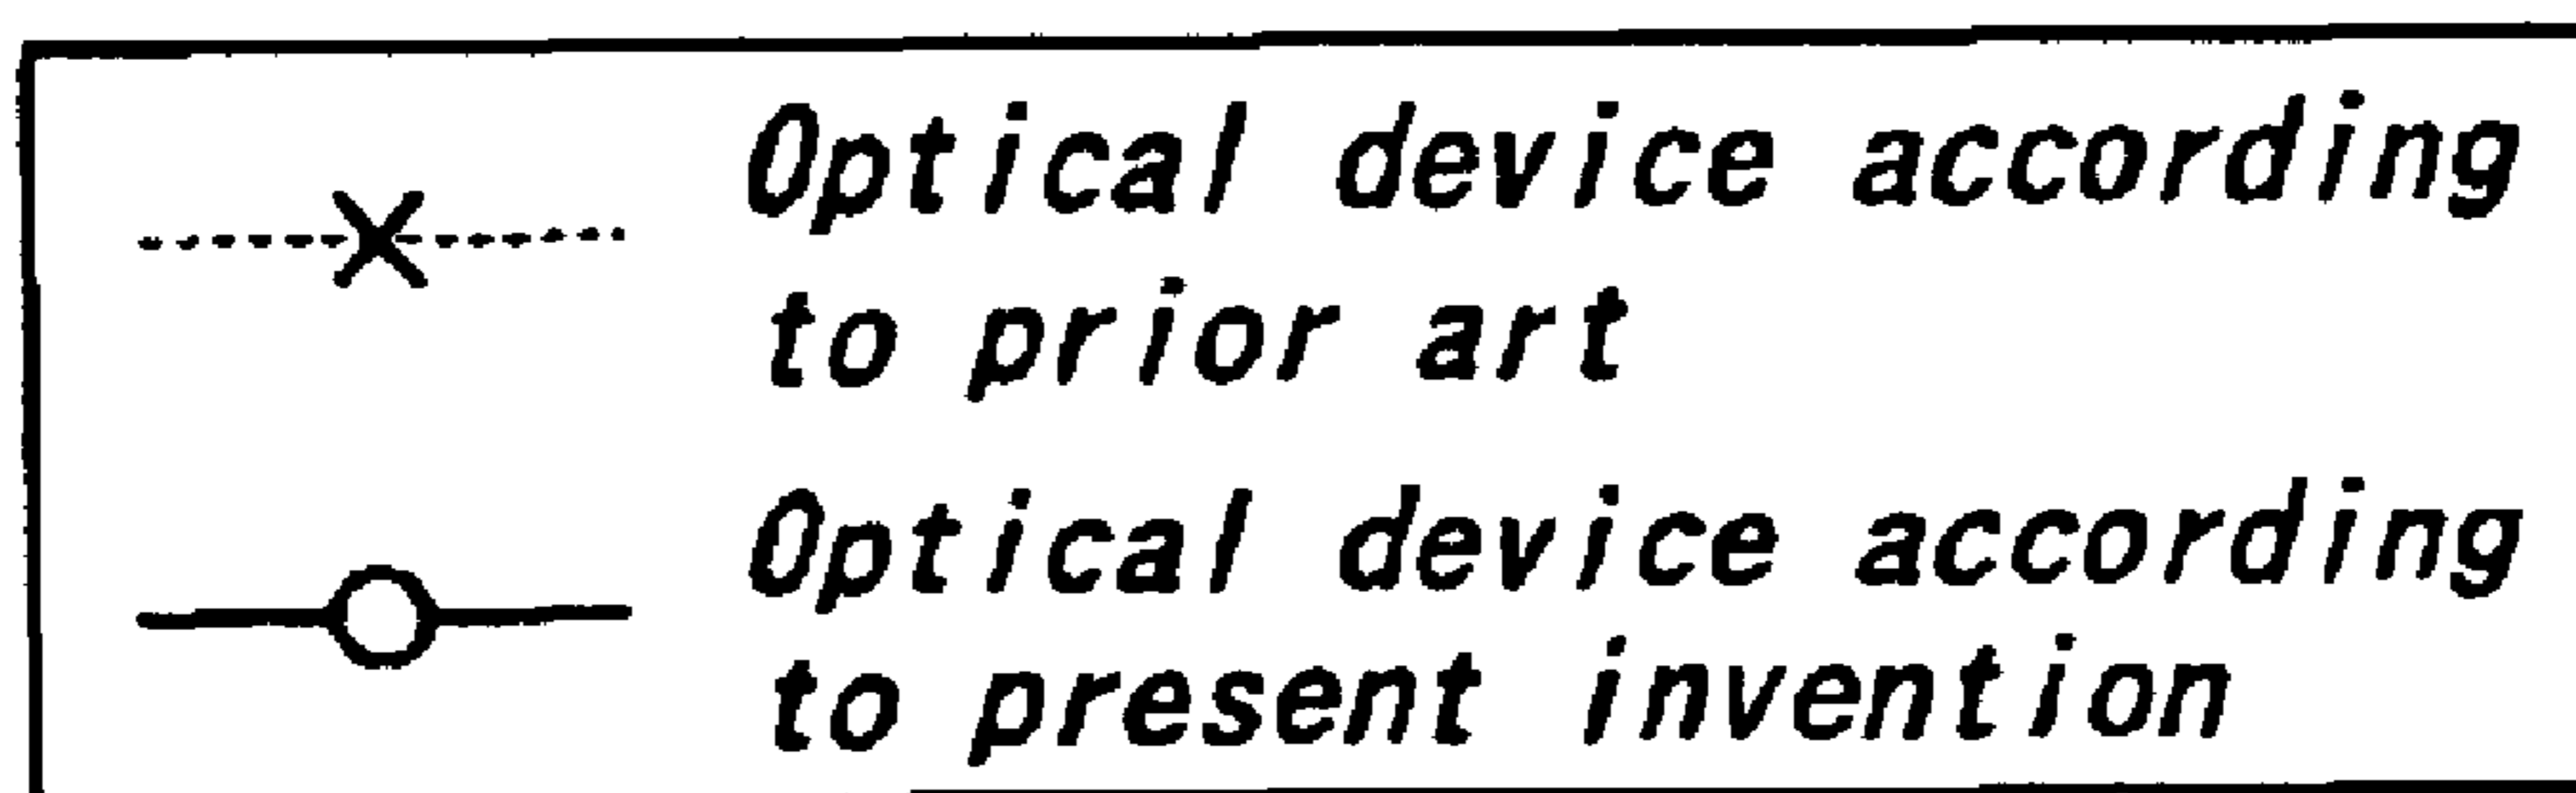 Optical device according
to prior art
Optical device according
to present invention